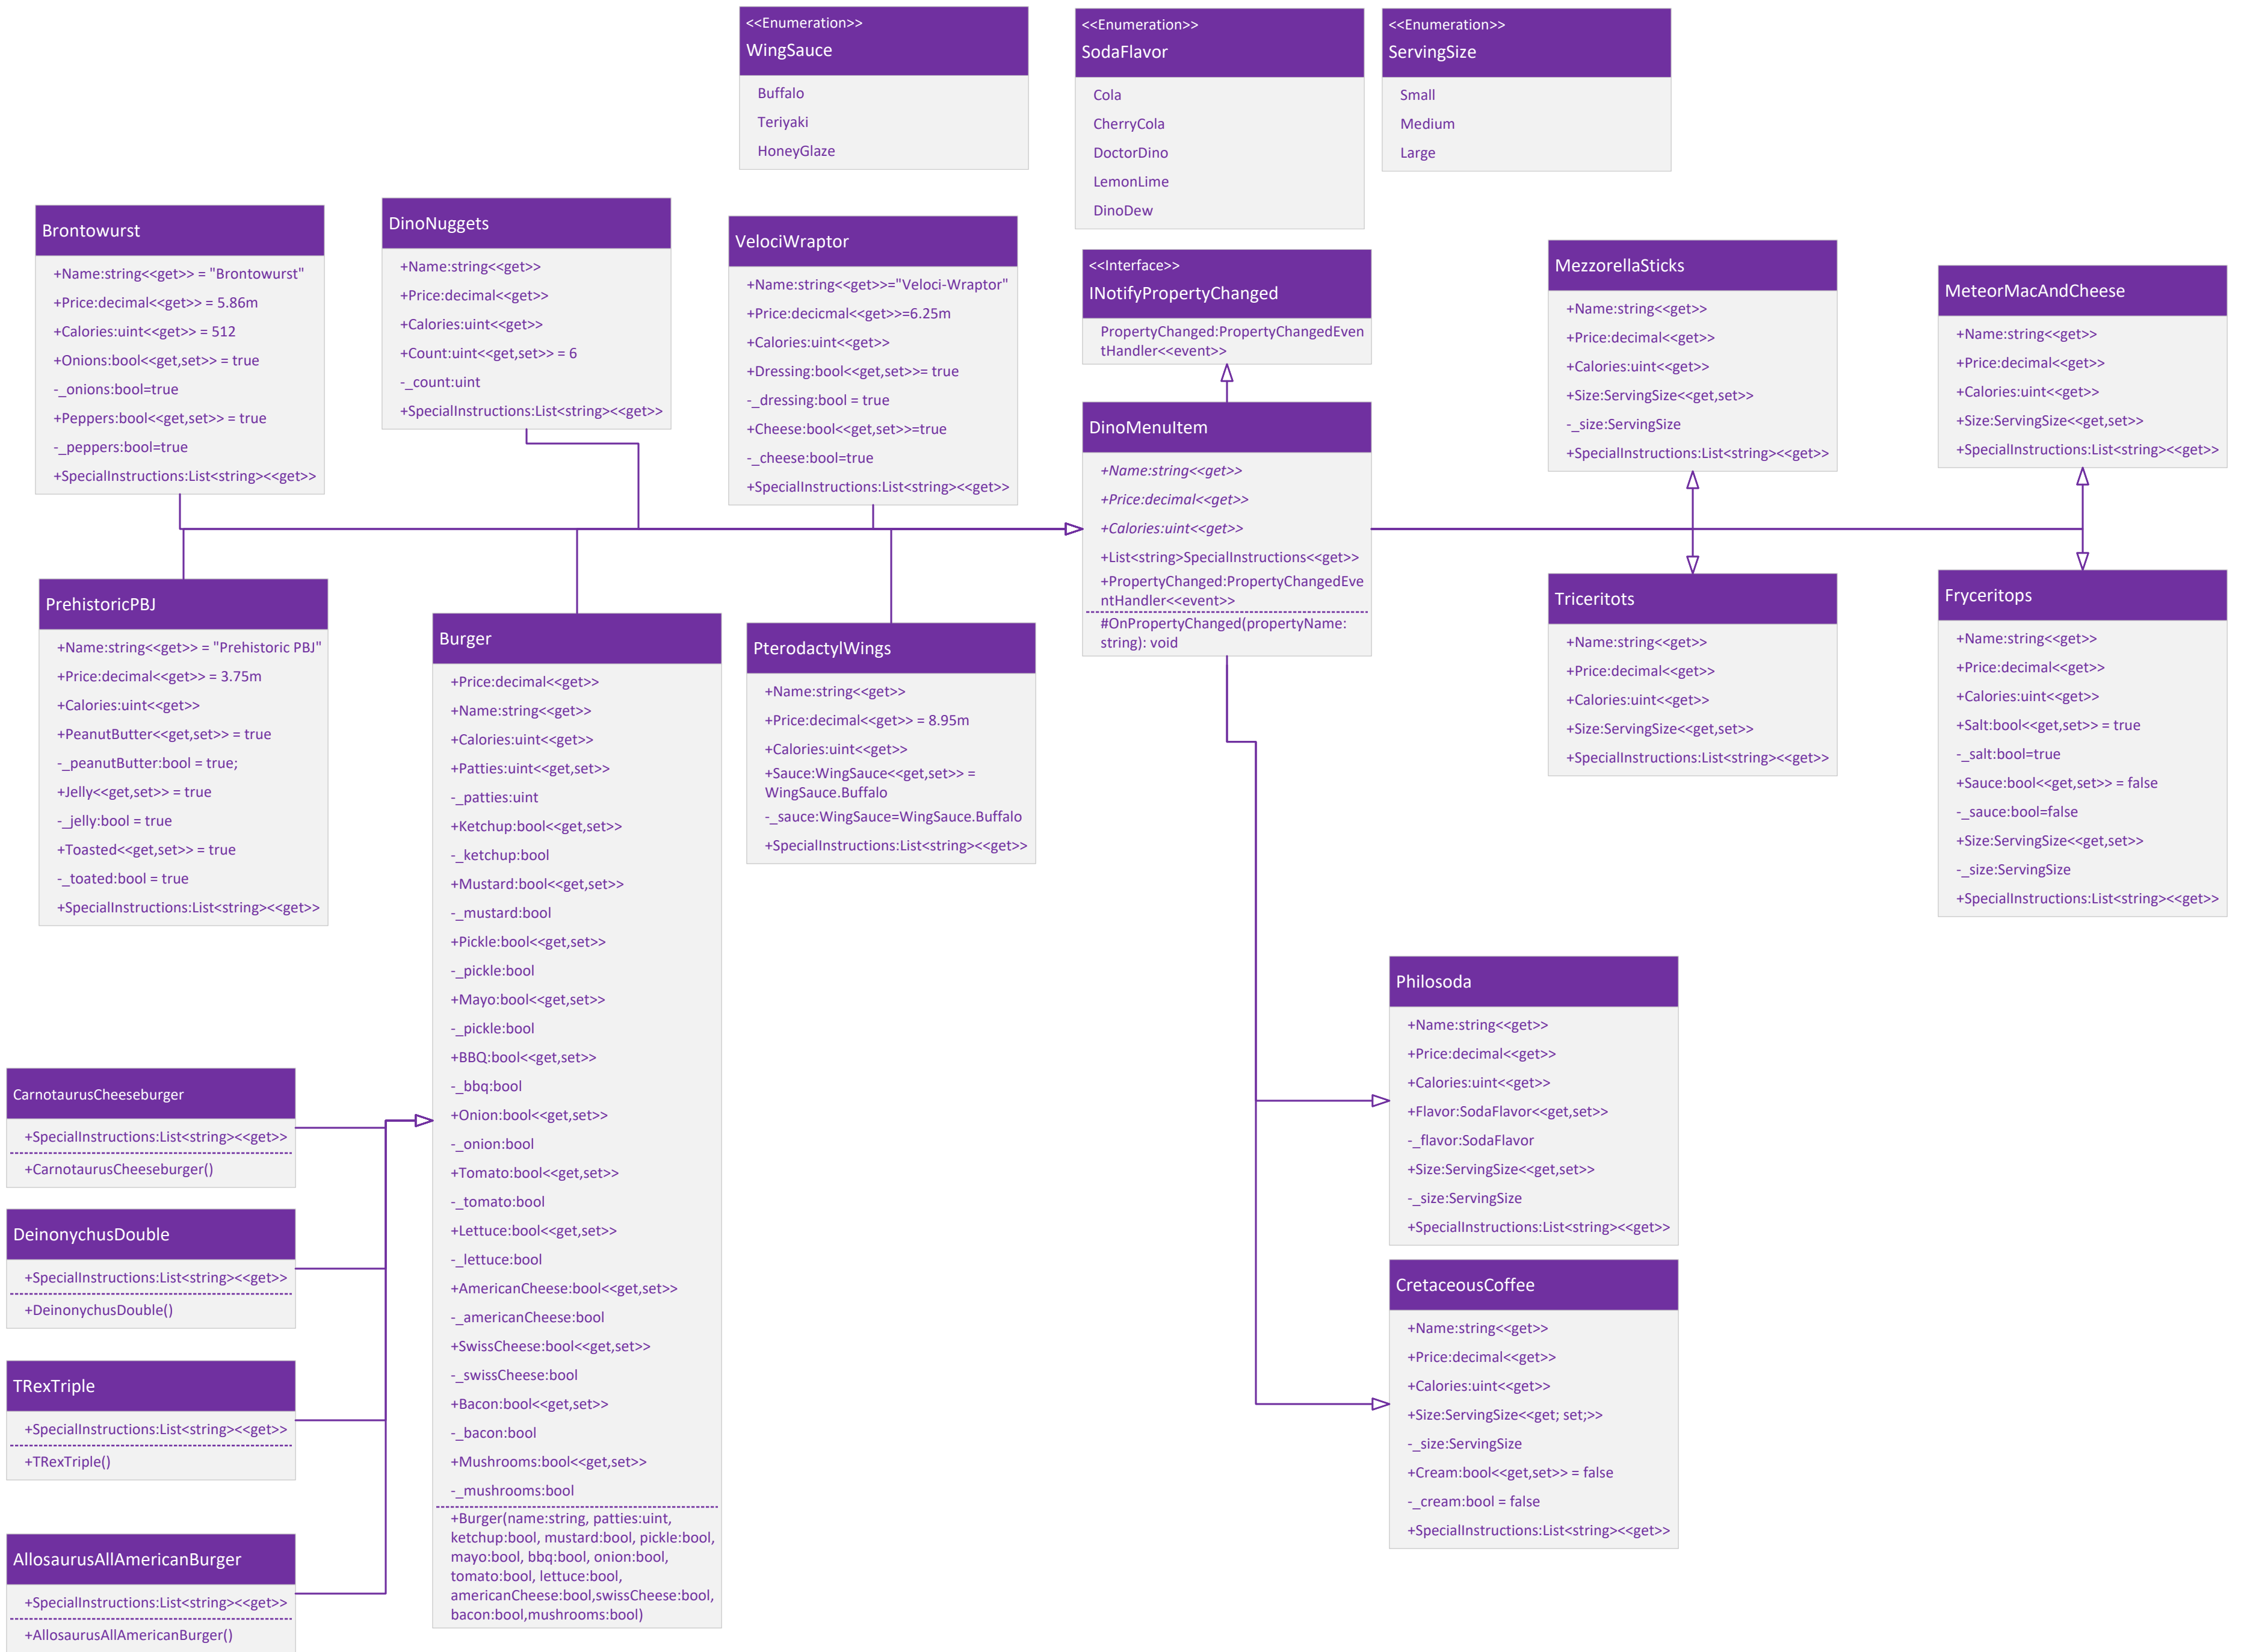 <<Enumeration>>
WingSauce
Buffalo
Teriyaki
HoneyGlaze
<<Enumeration>>
SodaFlavor
Cola
CherryCola
DoctorDino
LemonLime
DinoDew
<<Enumeration>>
ServingSize
Small
Medium
Large
Brontowurst
+Name:string<<get>> = "Brontowurst"
+Price:decimal<<get>> = 5.86m
+Calories:uint<<get>> = 512
+Onions:bool<<get,set>> = true
-_onions:bool=true
+Peppers:bool<<get,set>> = true
-_peppers:bool=true
+SpecialInstructions:List<string><<get>>
DinoNuggets
+Name:string<<get>>
+Price:decimal<<get>>
+Calories:uint<<get>>
+Count:uint<<get,set>> = 6
-_count:uint
+SpecialInstructions:List<string><<get>>
VelociWraptor
+Name:string<<get>>="Veloci-Wraptor"
+Price:decicmal<<get>>=6.25m
+Calories:uint<<get>>
+Dressing:bool<<get,set>>= true
-_dressing:bool = true
+Cheese:bool<<get,set>>=true
-_cheese:bool=true
+SpecialInstructions:List<string><<get>>
<<Interface>>
INotifyPropertyChanged
PropertyChanged:PropertyChangedEven
tHandler<<event>>
DinoMenuItem
+Name:string<<get>>
+Price:decimal<<get>>
+Calories:uint<<get>>
+List<string>SpecialInstructions<<get>>
+PropertyChanged:PropertyChangedEve
ntHandler<<event>>
#OnPropertyChanged(propertyName:
string): void
MezzorellaSticks
+Name:string<<get>>
+Price:decimal<<get>>
+Calories:uint<<get>>
+Size:ServingSize<<get,set>>
-_size:ServingSize
+SpecialInstructions:List<string><<get>>
MeteorMacAndCheese
+Name:string<<get>>
+Price:decimal<<get>>
+Calories:uint<<get>>
+Size:ServingSize<<get,set>>
+SpecialInstructions:List<string><<get>>
PrehistoricPBJ
+Name:string<<get>> = "Prehistoric PBJ"
+Price:decimal<<get>> = 3.75m
+Calories:uint<<get>>
+PeanutButter<<get,set>> = true
-_peanutButter:bool = true;
+Jelly<<get,set>> = true
-_jelly:bool = true
+Toasted<<get,set>> = true
-_toated:bool = true
+SpecialInstructions:List<string><<get>>
Burger
+Price:decimal<<get>>
+Name:string<<get>>
+Calories:uint<<get>>
+Patties:uint<<get,set>>
-_patties:uint
+Ketchup:bool<<get,set>>
-_ketchup:bool
+Mustard:bool<<get,set>>
-_mustard:bool
+Pickle:bool<<get,set>>
-_pickle:bool
+Mayo:bool<<get,set>>
-_pickle:bool
+BBQ:bool<<get,set>>
-_bbq:bool
+Onion:bool<<get,set>>
-_onion:bool
+Tomato:bool<<get,set>>
-_tomato:bool
+Lettuce:bool<<get,set>>
-_lettuce:bool
+AmericanCheese:bool<<get,set>>
-_americanCheese:bool
+SwissCheese:bool<<get,set>>
-_swissCheese:bool
+Bacon:bool<<get,set>>
-_bacon:bool
+Mushrooms:bool<<get,set>>
-_mushrooms:bool
+Burger(name:string, patties:uint,
ketchup:bool, mustard:bool, pickle:bool,
mayo:bool, bbq:bool, onion:bool,
tomato:bool, lettuce:bool,
americanCheese:bool,swissCheese:bool,
bacon:bool,mushrooms:bool)
PterodactylWings
+Name:string<<get>>
+Price:decimal<<get>> = 8.95m
+Calories:uint<<get>>
+Sauce:WingSauce<<get,set>> =
WingSauce.Buffalo
-_sauce:WingSauce=WingSauce.Buffalo
+SpecialInstructions:List<string><<get>>
Triceritots
+Name:string<<get>>
+Price:decimal<<get>>
+Calories:uint<<get>>
+Size:ServingSize<<get,set>>
+SpecialInstructions:List<string><<get>>
Fryceritops
+Name:string<<get>>
+Price:decimal<<get>>
+Calories:uint<<get>>
+Salt:bool<<get,set>> = true
-_salt:bool=true
+Sauce:bool<<get,set>> = false
-_sauce:bool=false
+Size:ServingSize<<get,set>>
-_size:ServingSize
+SpecialInstructions:List<string><<get>>
Philosoda
+Name:string<<get>>
+Price:decimal<<get>>
+Calories:uint<<get>>
+Flavor:SodaFlavor<<get,set>>
-_flavor:SodaFlavor
+Size:ServingSize<<get,set>>
-_size:ServingSize
+SpecialInstructions:List<string><<get>>
CretaceousCoffee
+Name:string<<get>>
+Price:decimal<<get>>
+Calories:uint<<get>>
+Size:ServingSize<<get; set;>>
-_size:ServingSize
+Cream:bool<<get,set>> = false
-_cream:bool = false
+SpecialInstructions:List<string><<get>>
CarnotaurusCheeseburger
+SpecialInstructions:List<string><<get>>
+CarnotaurusCheeseburger()
DeinonychusDouble
+SpecialInstructions:List<string><<get>>
+DeinonychusDouble()
TRexTriple
+SpecialInstructions:List<string><<get>>
+TRexTriple()
AllosaurusAllAmericanBurger
+SpecialInstructions:List<string><<get>>
+AllosaurusAllAmericanBurger()